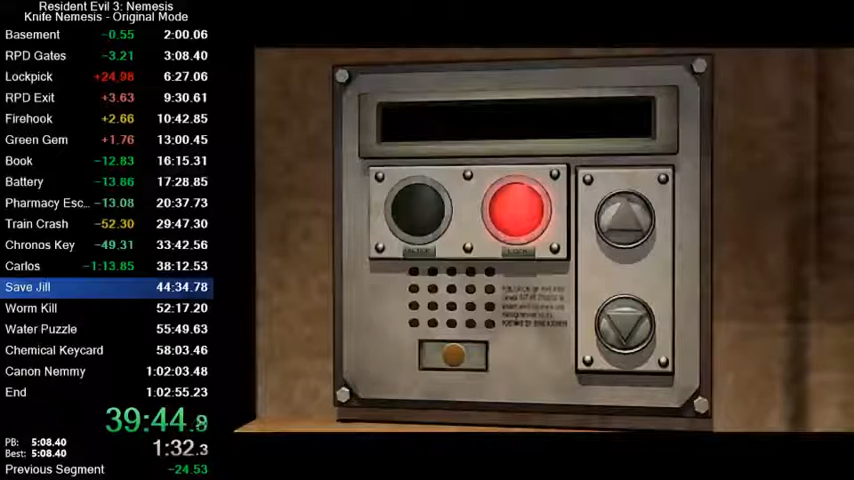 Resident Evil 3: Nemesis
Knife Nemesis - Original Mode
Basement -0.55 2:00.06
RPD Gates -3.21 3:08.40
Lockpick +24.98 6:27.06
RPD Exit +3.63 9:30.61
Firehook +2.66 10:42.85
Green Gem +1.76 13:00.45
Book -12.83 16:15.31
Battery -13.86 17:28.85
Pharmacy Esc... -13.08 20:37.73
Train Crash -52.30 29:47.30
Chronos Key -49.31 33:42.56
Carlos -1:13.85 38:12.53
Save Jill 44:34.78
Worm Kill 52:17.20
Water Puzzle 55:49.63
Chemical Keycard 58:03.46
Canon Nemmy 1:02:03.48
End 1:02:55.23
39:44.8
PB: 5:08.40
Best: 5:08.40
1:32.3
Previous Segment -24.53
LOCK